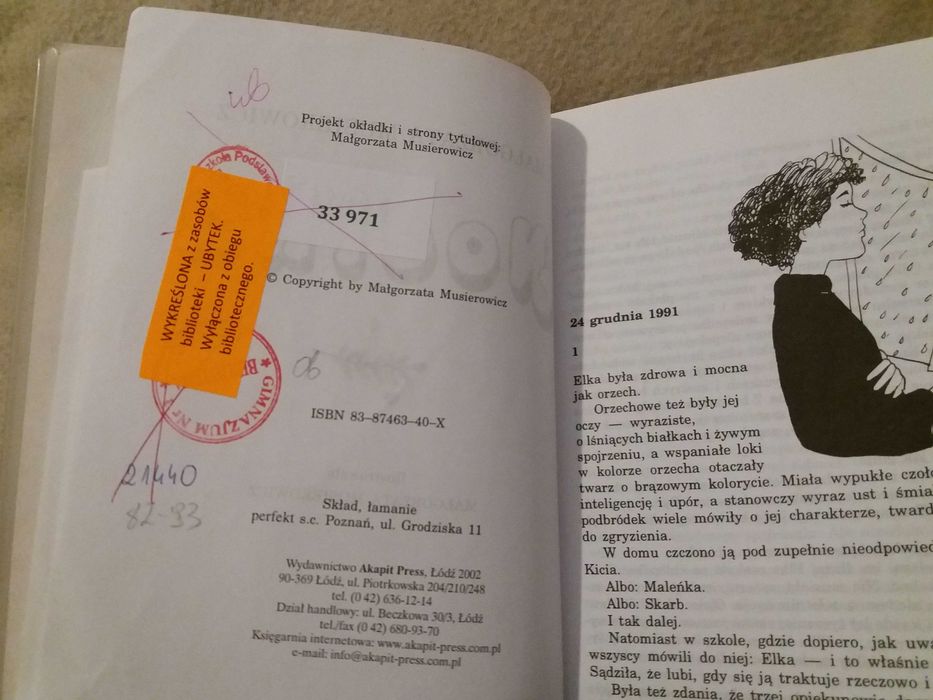 Projekt okładki i strony tytułowej:
Małgorzata Musierowicz
33 971
WYKREŚLONA z zasobów
biblioteki – UBYTEK.
Wyłączona z obiegu
bibliotecznego.
© Copyright by Małgorzata Musierowicz
GIMNAZJUM
ISBN 83–87463–40–X
21440
82-93
Skład, łamanie
perfekt s.c. Poznań, ul. Grodziska 11
Wydawnictwo Akapit Press, Łódź 2002
90-369 Łódź, ul. Piotrkowska 204/210/248
tel. (0 42) 636-12-14
Dział handlowy: ul. Beczkowa 30/3, Łódź
tel./fax (0 42) 680-93-70
Księgarnia internetowa: www.akapit-press.com.pl
e-mail: info@akapit-press.com.pl
24 grudnia 1991
1
Elka była zdrowa i mocna
jak orzech.
Orzechowe też były jej
oczy — wyraziste,
o lśniących białkach i żywym
spojrzeniu, a wspaniałe loki
w kolorze orzecha otaczały
twarz o brązowym kolorycie. Miała wypukłe czoło
inteligencję i upór, a stanowczy wyraz ust i śmia
podbródek wiele mówiły o jej charakterze, tward
do zgryzienia.
W domu czczono ją pod zupełnie nieodpowied
Kicia.
Albo: Maleńka.
Albo: Skarb.
I tak dalej.
Natomiast w szkole, gdzie dopiero, jak uwa
wszyscy mówili do niej: Elka — i to właśnie
Sądziła, że lubi, gdy się ją traktuje rzeczowo i
Była też zdania, że trzej